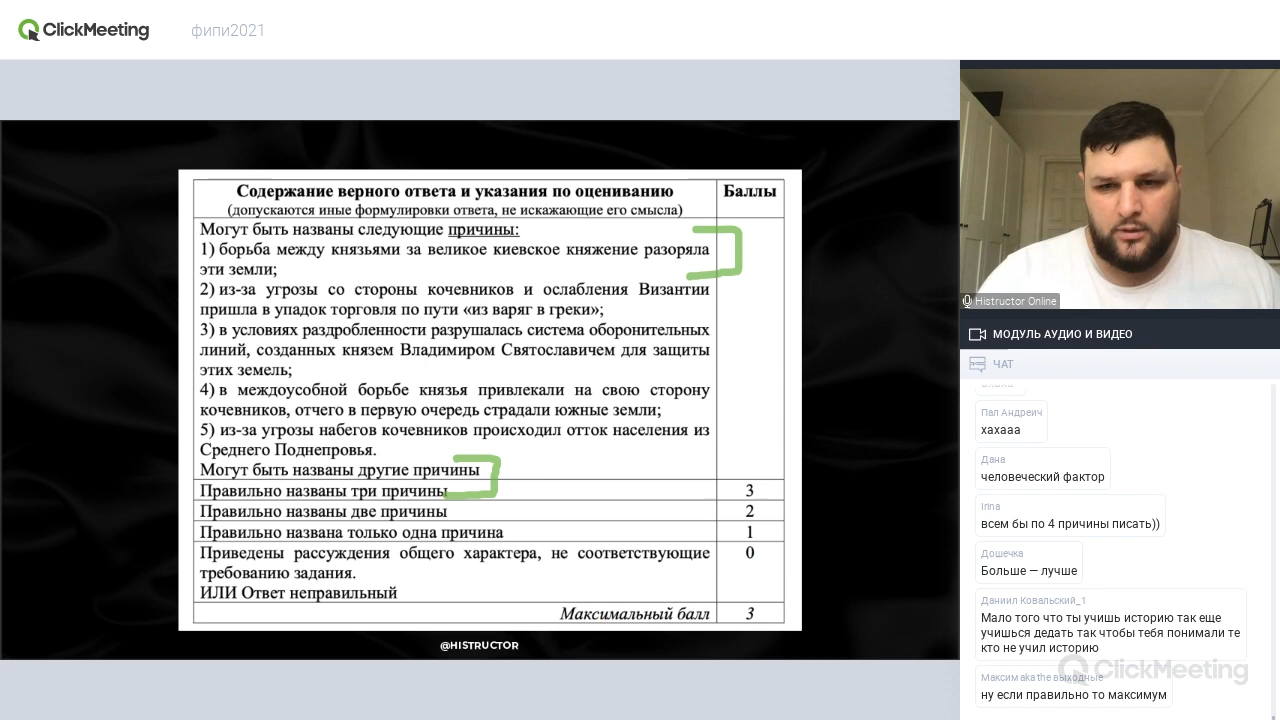 ClickMeeting
фипи2021
Содержание верного ответа и указания по оцениванию
Баллы
(допускаются иные формулировки ответа, не искажающие его смысла)
Могут быть названы следующие причины:
1) борьба между князьями за великое киевское княжение разоряла
эти земли;
2) из-за угрозы со стороны кочевников и ослабления Византии
пришла в упадок торговля по пути «из варяг в греки»;
3) в условиях раздробленности разрушалась система оборонительных
линий, созданных князем Владимиром Святославичем для защиты
этих земель;
4) в междоусобной борьбе князья привлекали на свою сторону
кочевников, отчего в первую очередь страдали южные земли;
5) из-за угрозы набегов кочевников происходил отток населения из
Среднего Поднепровья.
Могут быть названы другие причины
Правильно названы три причины 3
Правильно названы две причины 2
Правильно названа только одна причина 1
Приведены рассуждения общего характера, не соответствующие 0
требованию задания.
ИЛИ Ответ неправильный
Максимальный балл 3
@HISTRUCTOR
Histructor Online
МОДУЛЬ АУДИО И ВИДЕО
ЧАТ
Пал Андреич
хахааа
Дана
человеческий фактор
Irina
всем бы по 4 причины писать))
Дошечка
Больше — лучше
Даниил Ковальский_1
Мало того что ты учишь историю так еще
учишься дедать так чтобы тебя понимали те
кто не учил историю
Максим aka the выходные
ну если правильно то максимум
ClickMeeting